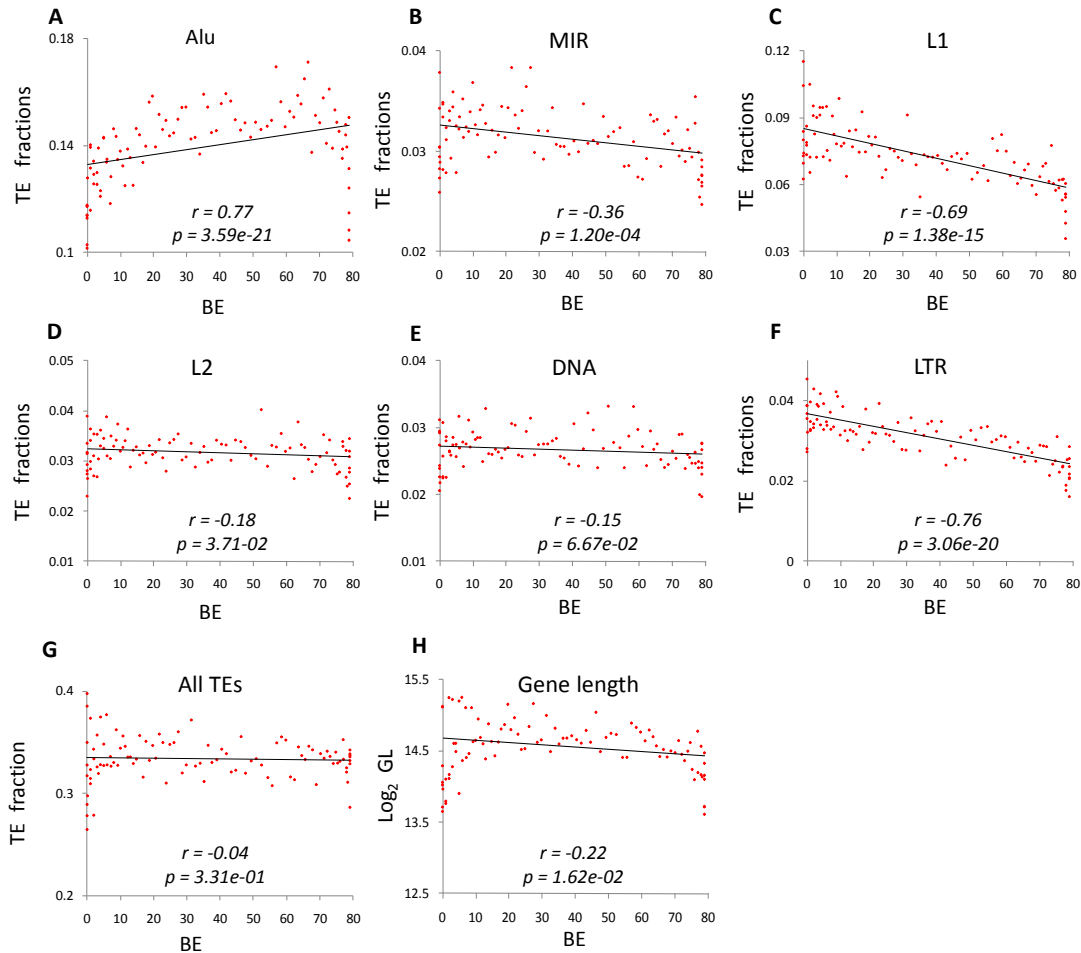 A
Alu
TE fractions
0.18
0.14
0.1
0 10 20 30 40 50 60 70 80
BE
r = 0.77
p = 3.59e-21
B
MIR
TE fractions
0.04
0.03
0.02
0 10 20 30 40 50 60 70 80
BE
r = -0.36
p = 1.20e-04
C
L1
TE fractions
0.12
0.09
0.06
0.03
0 10 20 30 40 50 60 70 80
BE
r = -0.69
p = 1.38e-15
D
L2
TE fractions
0.05
0.04
0.03
0.02
0.01
0 10 20 30 40 50 60 70 80
BE
r = -0.18
p = 3.71-02
E
DNA
TE fractions
0.04
0.03
0.02
0.01
0 10 20 30 40 50 60 70 80
BE
r = -0.15
p = 6.67e-02
F
LTR
TE fractions
0.04
0.02
0
0 10 20 30 40 50 60 70 80
BE
r = -0.76
p = 3.06e-20
G
All TEs
TE fraction
0.4
0.3
0.2
0 10 20 30 40 50 60 70 80
BE
r = -0.04
p = 3.31e-01
H
Gene length
Log2 GL
15.5
14.5
13.5
12.5
0 10 20 30 40 50 60 70 80
BE
r = -0.22
p = 1.62e-02